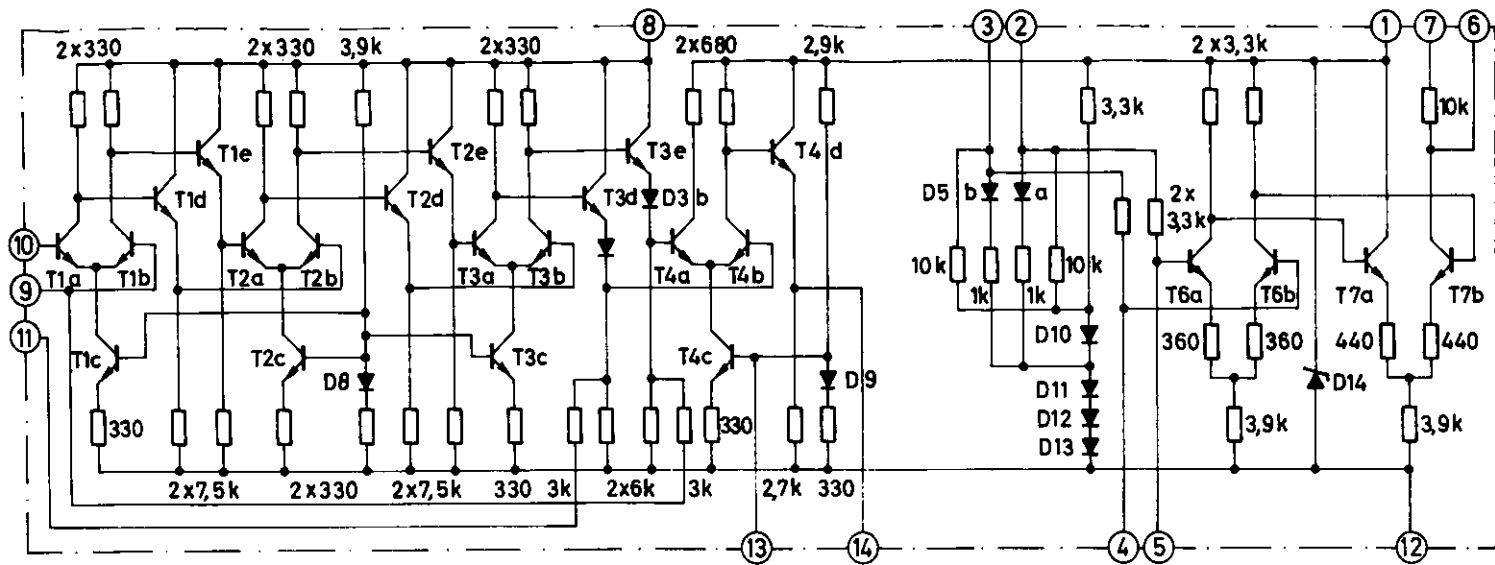 8 3 2 1 7 6
2x330 2x330 3,9k 2x330 2x680 2,9k 2x3,3k
3,3k 10k
T1e T2e T3e T4 d
T1d T2d T3d D3 b D5 b a 2x
3,3k
10
T1a T1b T2a T2b T3a T3b T4a T4b 10k 1k 1k 10k T6a T6b T7a T7b
9
11
T1c T2c D8 T3c T4c D9 D10 360 360 440 440
D11 D14
330 330 D12 3,9k 3,9k
D13
2x7,5k 2x330 2x7,5k 330 3k 2x6k 3k 2,7k 330
13 14 4 5 12